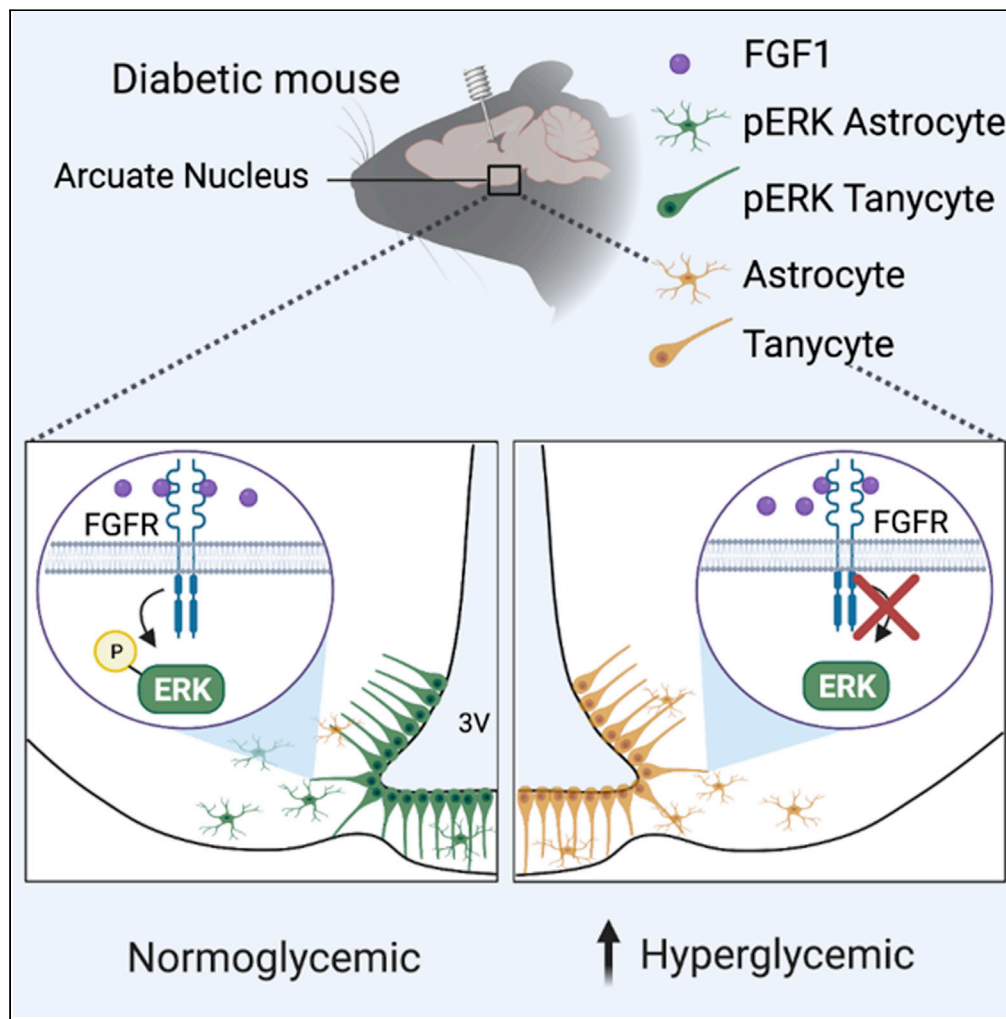 Diabetic mouse
Arcuate Nucleus
FGF1
pERK Astrocyte
pERK Tanycyte
Astrocyte
Tanycyte
FGFR
P
ERK
3V
FGFR
ERK
Normoglycemic
Hyperglycemic